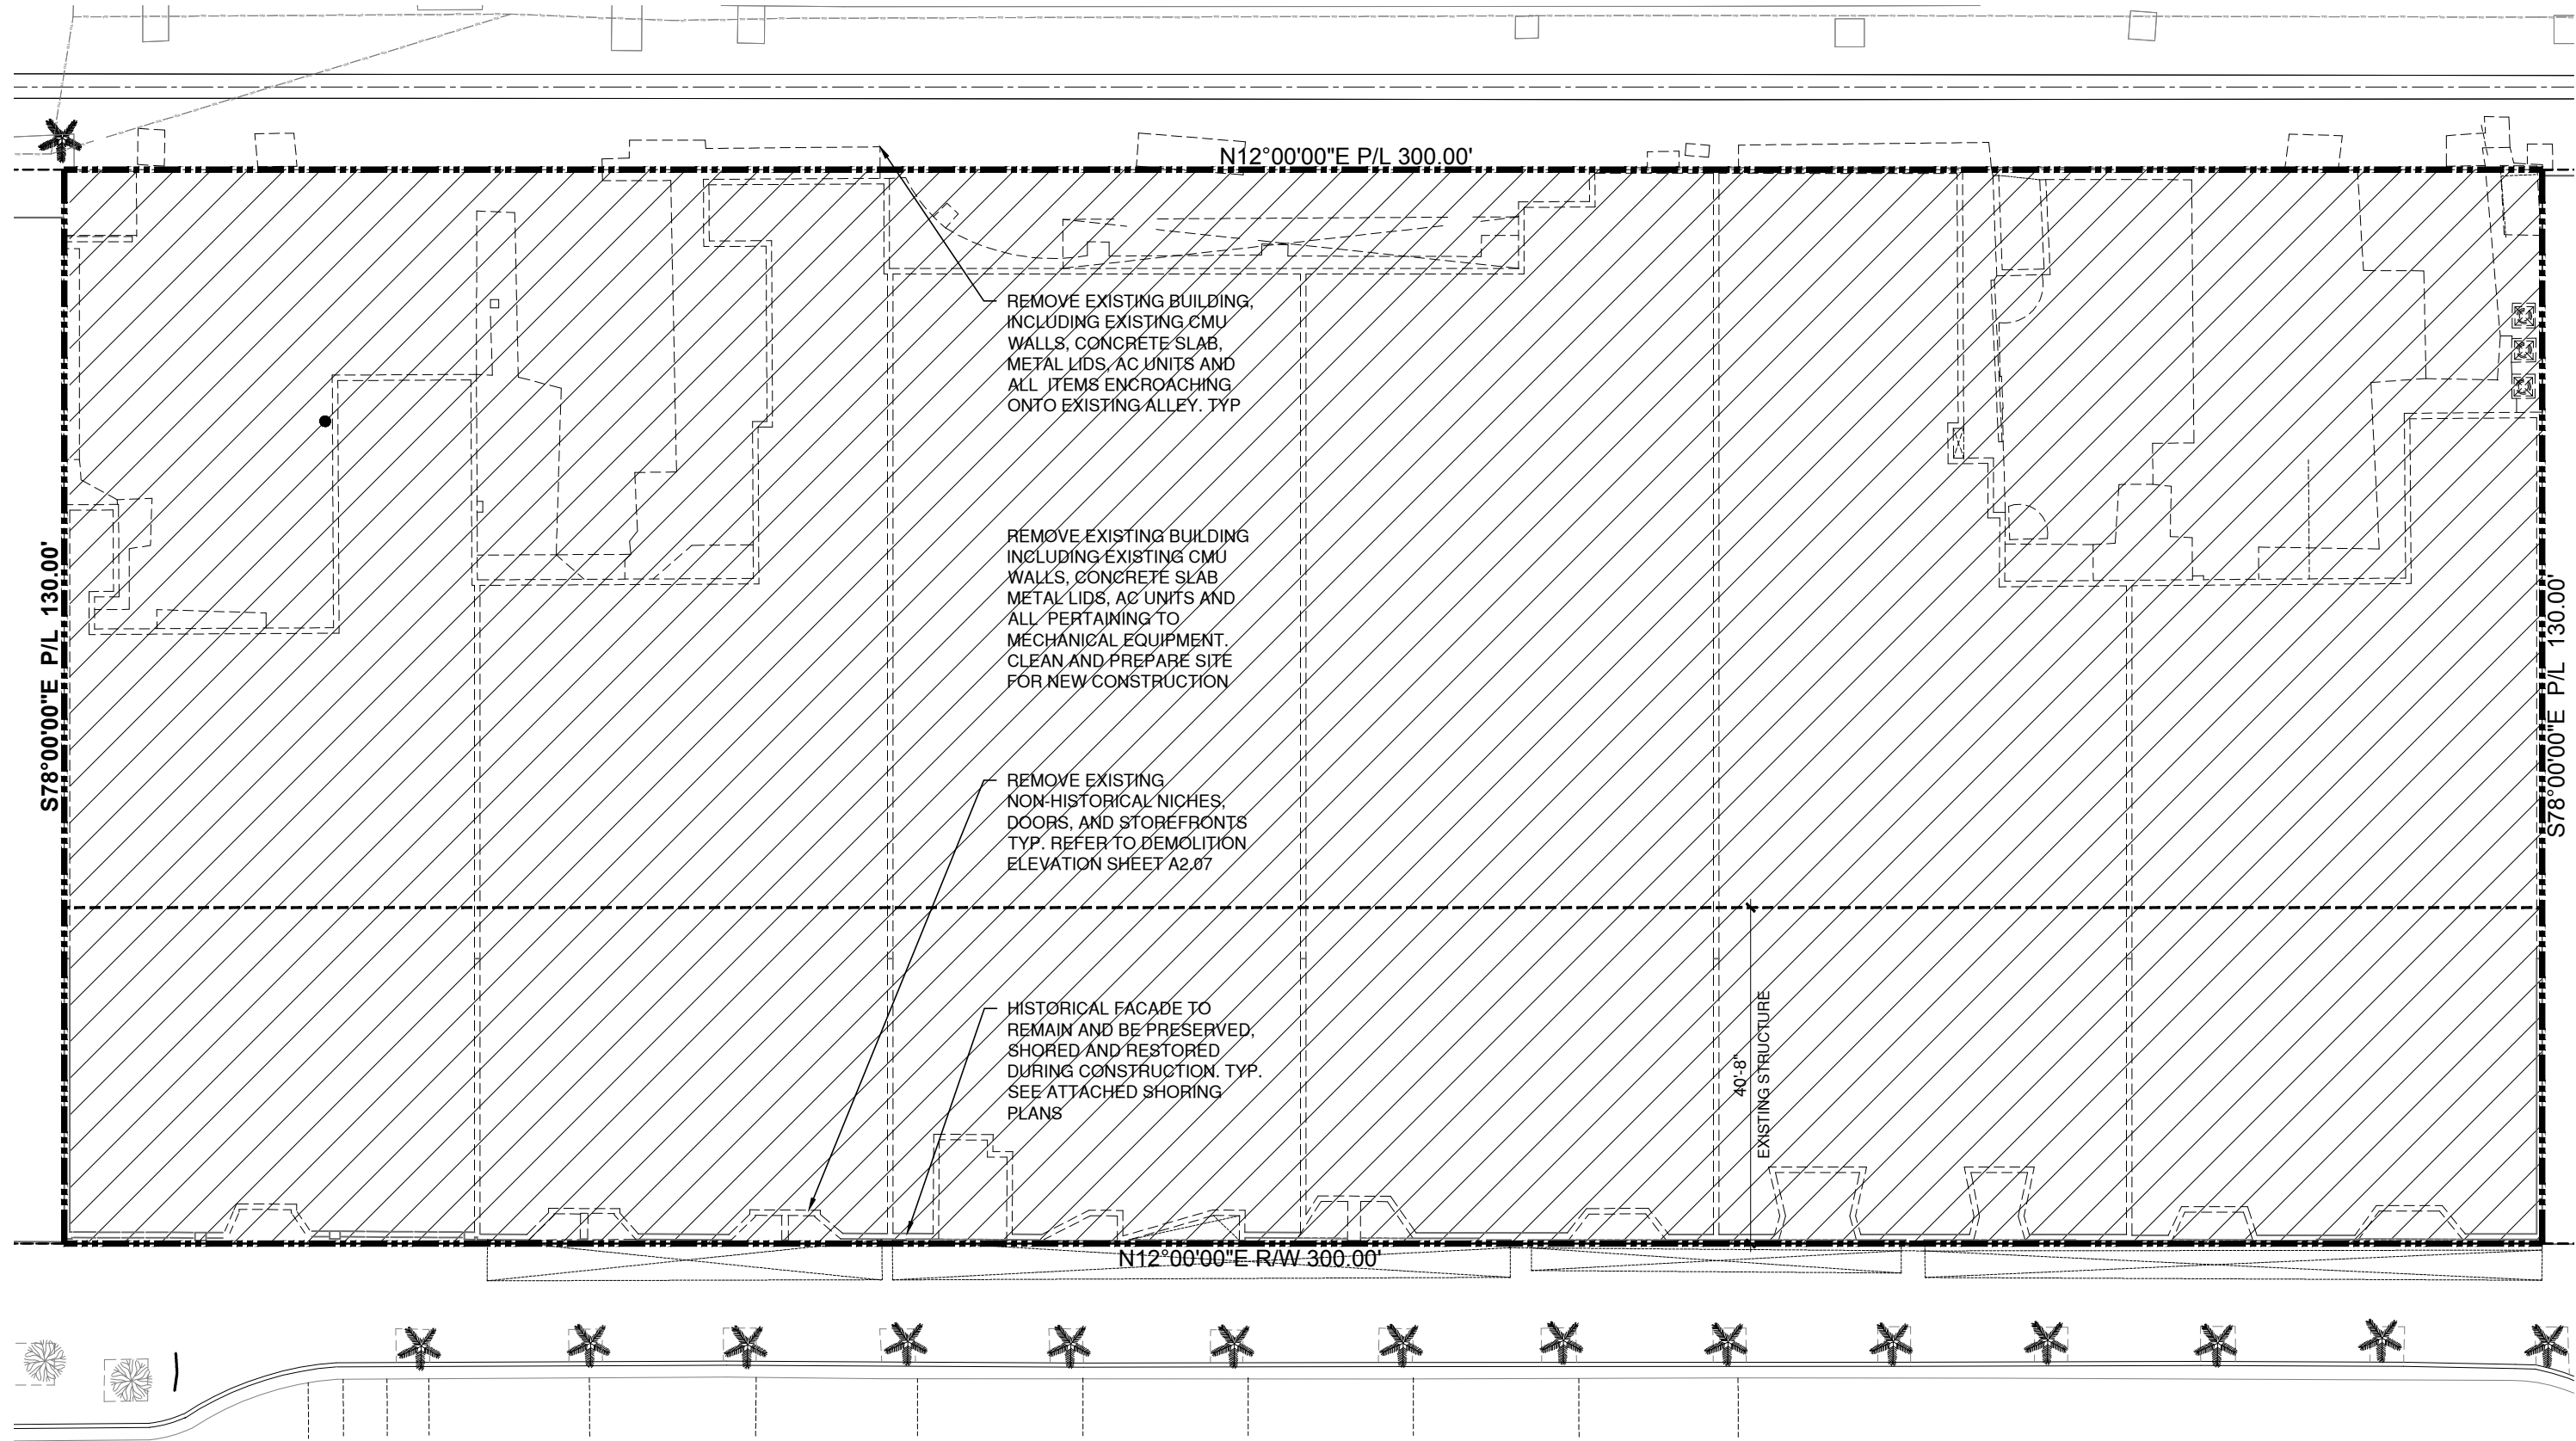 N12°00'00"E P/L 300.00'
REMOVE EXISTING BUILDING,
INCLUDING EXISTING CMU
WALLS, CONCRETE SLAB,
METAL LIDS, AC UNITS AND
ALL ITEMS ENCROACHING
ONTO EXISTING ALLEY. TYP
REMOVE EXISTING BUILDING
INCLUDING EXISTING CMU
WALLS, CONCRETE SLAB
METAL LIDS, AC UNITS AND
ALL PERTAINING TO
MECHANICAL EQUIPMENT.
CLEAN AND PREPARE SITE
FOR NEW CONSTRUCTION
S78°00'00"E P/L 130.00'
S78°00'00"E P/L 130.00'
REMOVE EXISTING
NON-HISTORICAL NICHES,
DOORS, AND STOREFRONTS
TYP. REFER TO DEMOLITION
ELEVATION SHEET A2.07
HISTORICAL FACADE TO
REMAIN AND BE PRESERVED,
SHORED AND RESTORED
DURING CONSTRUCTION. TYP.
SEE ATTACHED SHORING
PLANS
40'-8"
EXISTING STRUCTURE
N12°00'00"E R/W 300.00'